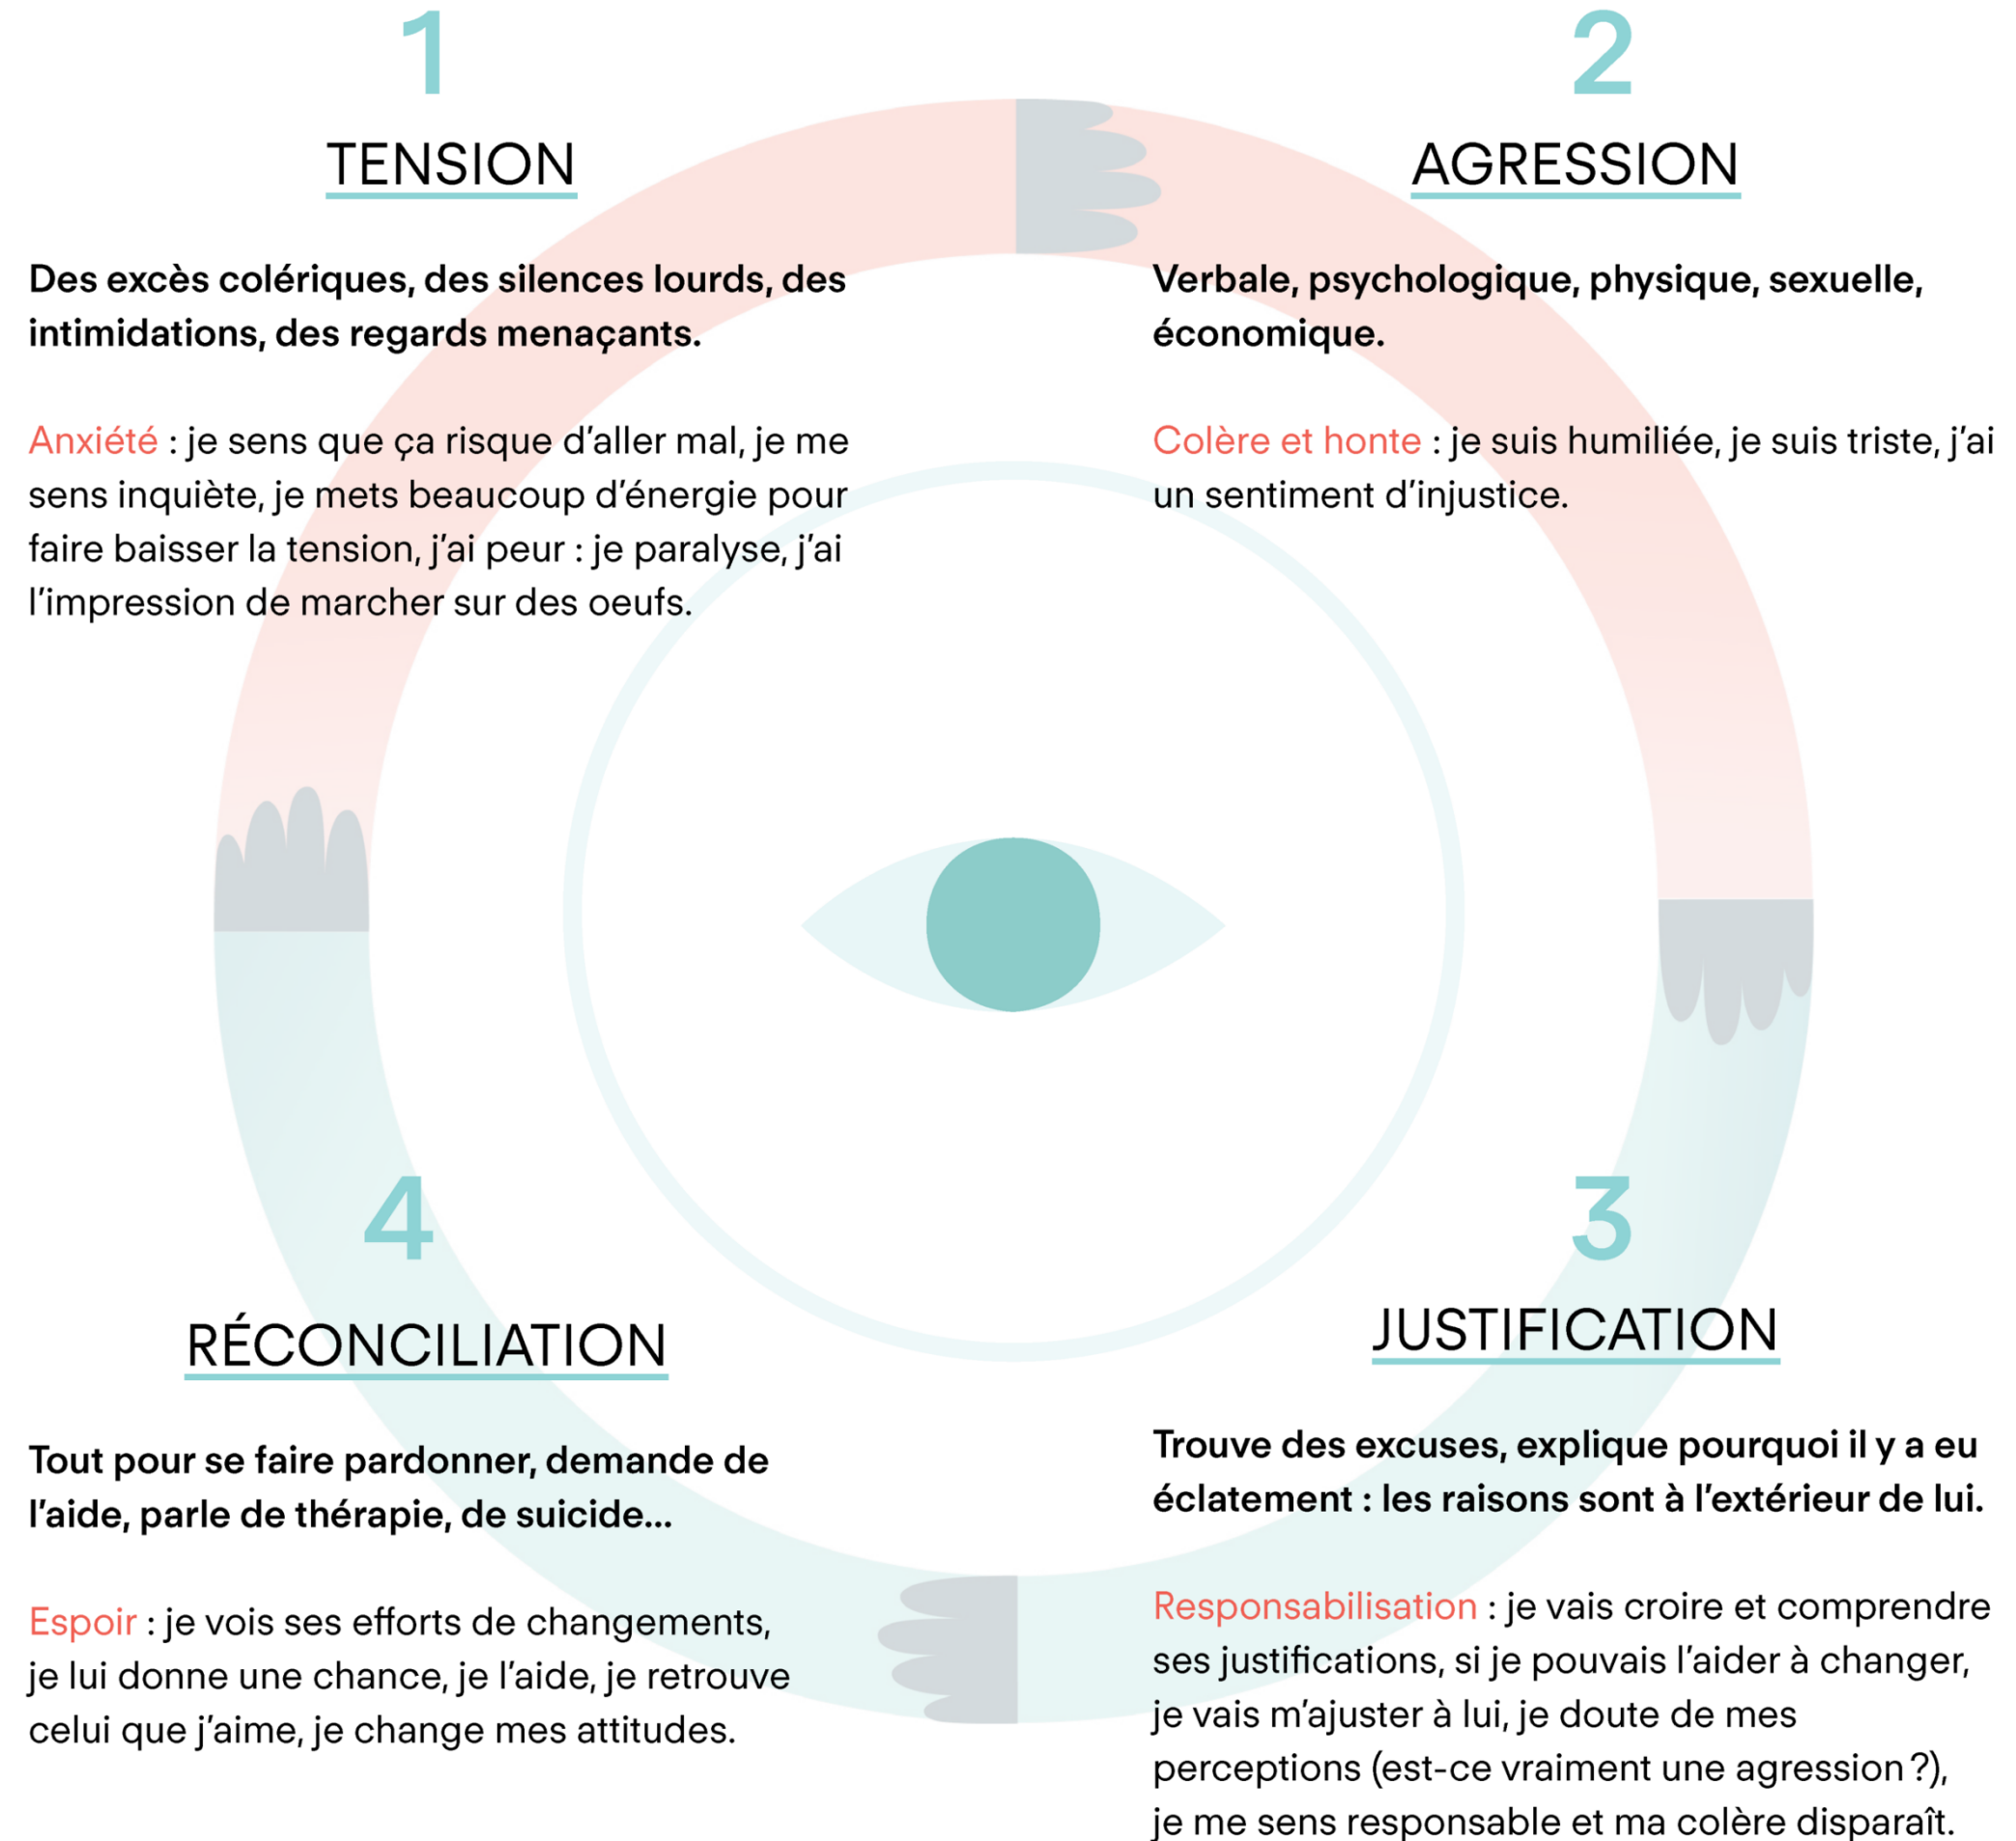 1
TENSION
Des excès colériques, des silences lourds, des
intimidations, des regards menaçants.
Anxiété : je sens que ça risque d'aller mal, je me
sens inquiète, je mets beaucoup d'énergie pour
faire baisser la tension, j'ai peur : je paralyse, j'ai
l'impression de marcher sur des oeufs.
2
AGRESSION
Verbale, psychologique, physique, sexuelle,
économique.
Colère et honte : je suis humiliée, je suis triste, j'ai
un sentiment d'injustice.
3
JUSTIFICATION
Trouve des excuses, explique pourquoi il y a eu
éclatement : les raisons sont à l'extérieur de lui.
Responsabilisation : je vais croire et comprendre
ses justifications, si je pouvais l'aider à changer,
je vais m'ajuster à lui, je doute de mes
perceptions (est-ce vraiment une agression ?),
je me sens responsable et ma colère disparaît.
4
RÉCONCILIATION
Tout pour se faire pardonner, demande de
l'aide, parle de thérapie, de suicide...
Espoir : je vois ses efforts de changements,
je lui donne une chance, je l'aide, je retrouve
celui que j'aime, je change mes attitudes.